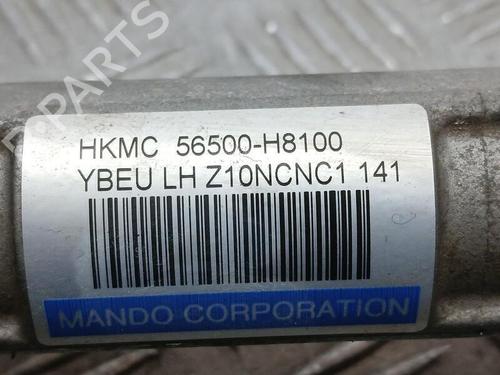 B-PARTS
HKMC 56500-H8100
YBEU LH Z10NCNC1 141
MANDO CORPORATION